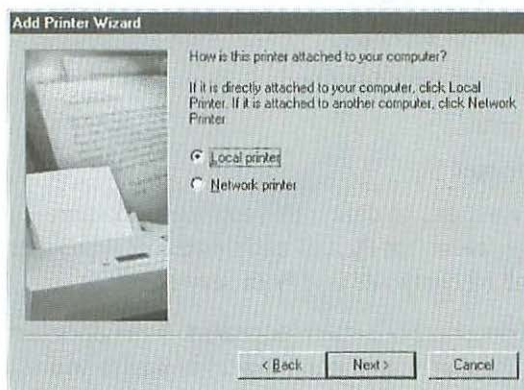 Add Printer Wizard
How is this printer attached to your computer?
If it is directly attached to your computer, click Local
Printer. If it is attached to another computer, click Network
Printer
Local printer
Network printer
< Back
Next >
Cancel